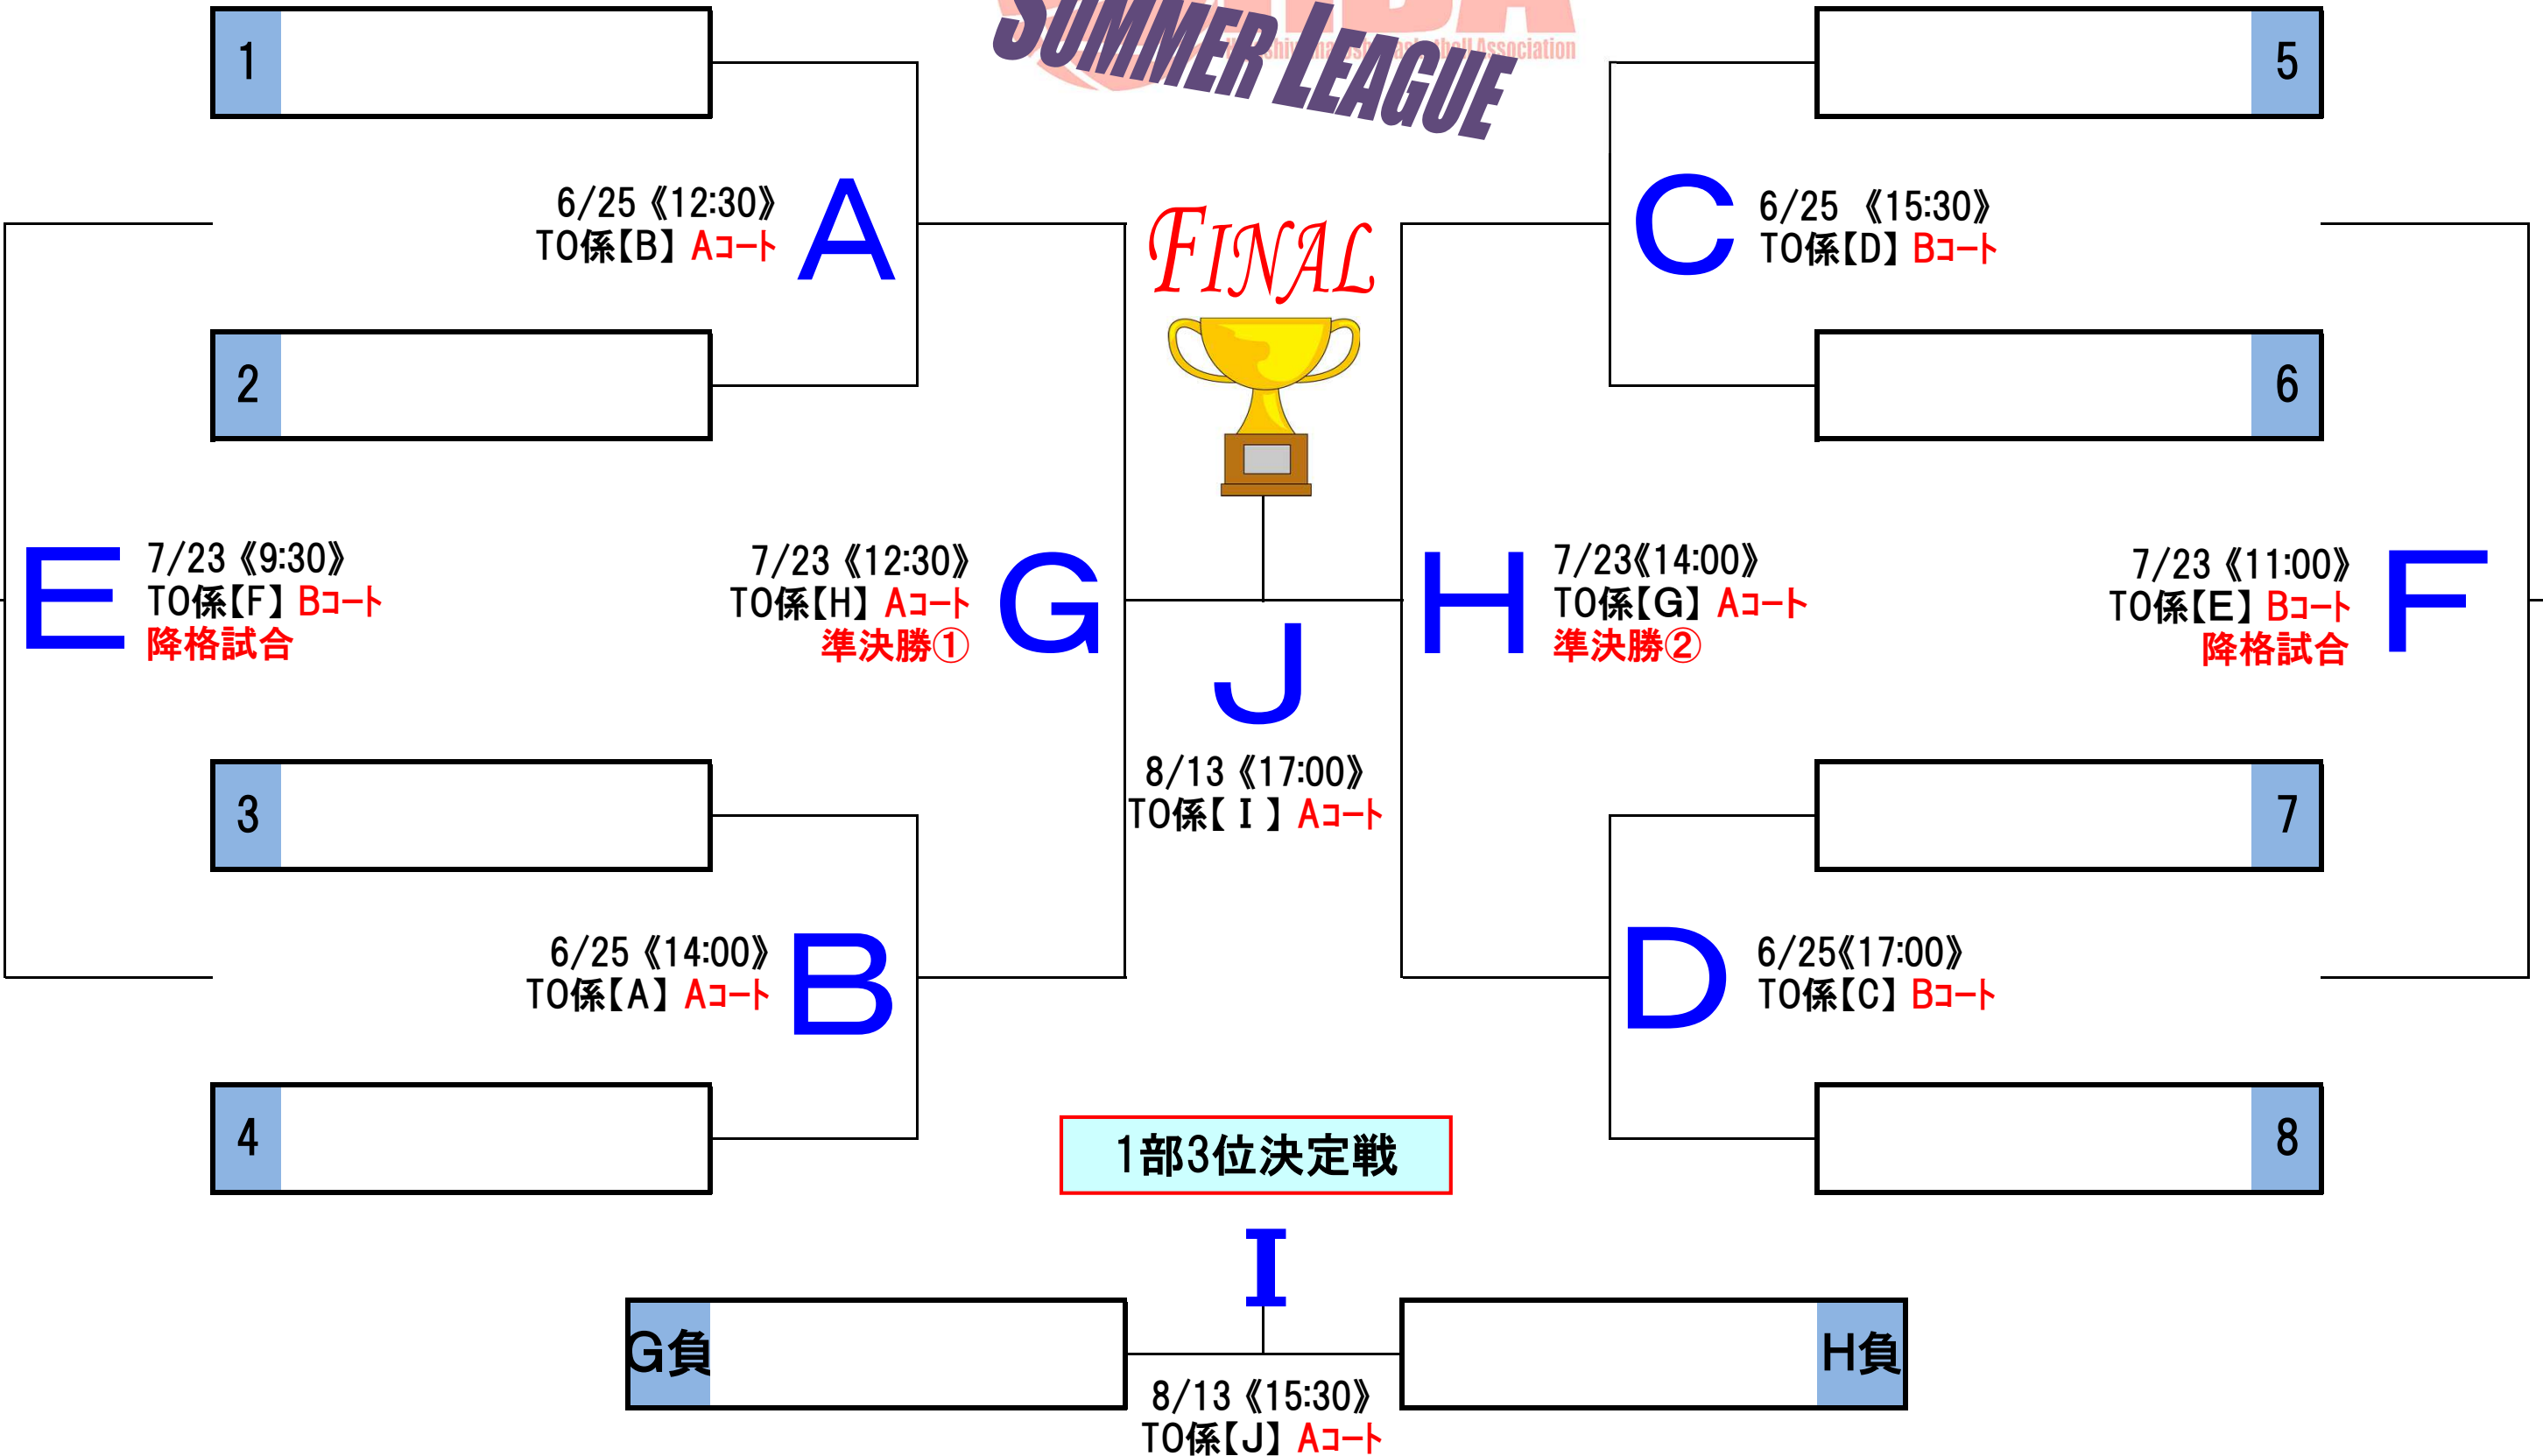 SUMMER LEAGUE
1
5
6/25 《12:30》
TO係【B】 Aコート
A
FINAL
C
6/25 《15:30》
TO係【D】 Bコート
2
6
E
7/23 《9:30》
TO係【F】 Bコート
降格試合
7/23 《12:30》
TO係【H】 Aコート
準決勝①
G
H
7/23《14:00》
TO係【G】 Aコート
準決勝②
7/23 《11:00》
TO係【E】 Bコート
降格試合
F
J
8/13 《17:00》
TO係【I】 Aコート
3
7
6/25 《14:00》
TO係【A】 Aコート
B
D
6/25《17:00》
TO係【C】 Bコート
4
8
1部3位決定戦
I
G負
H負
8/13 《15:30》
TO係【J】 Aコート